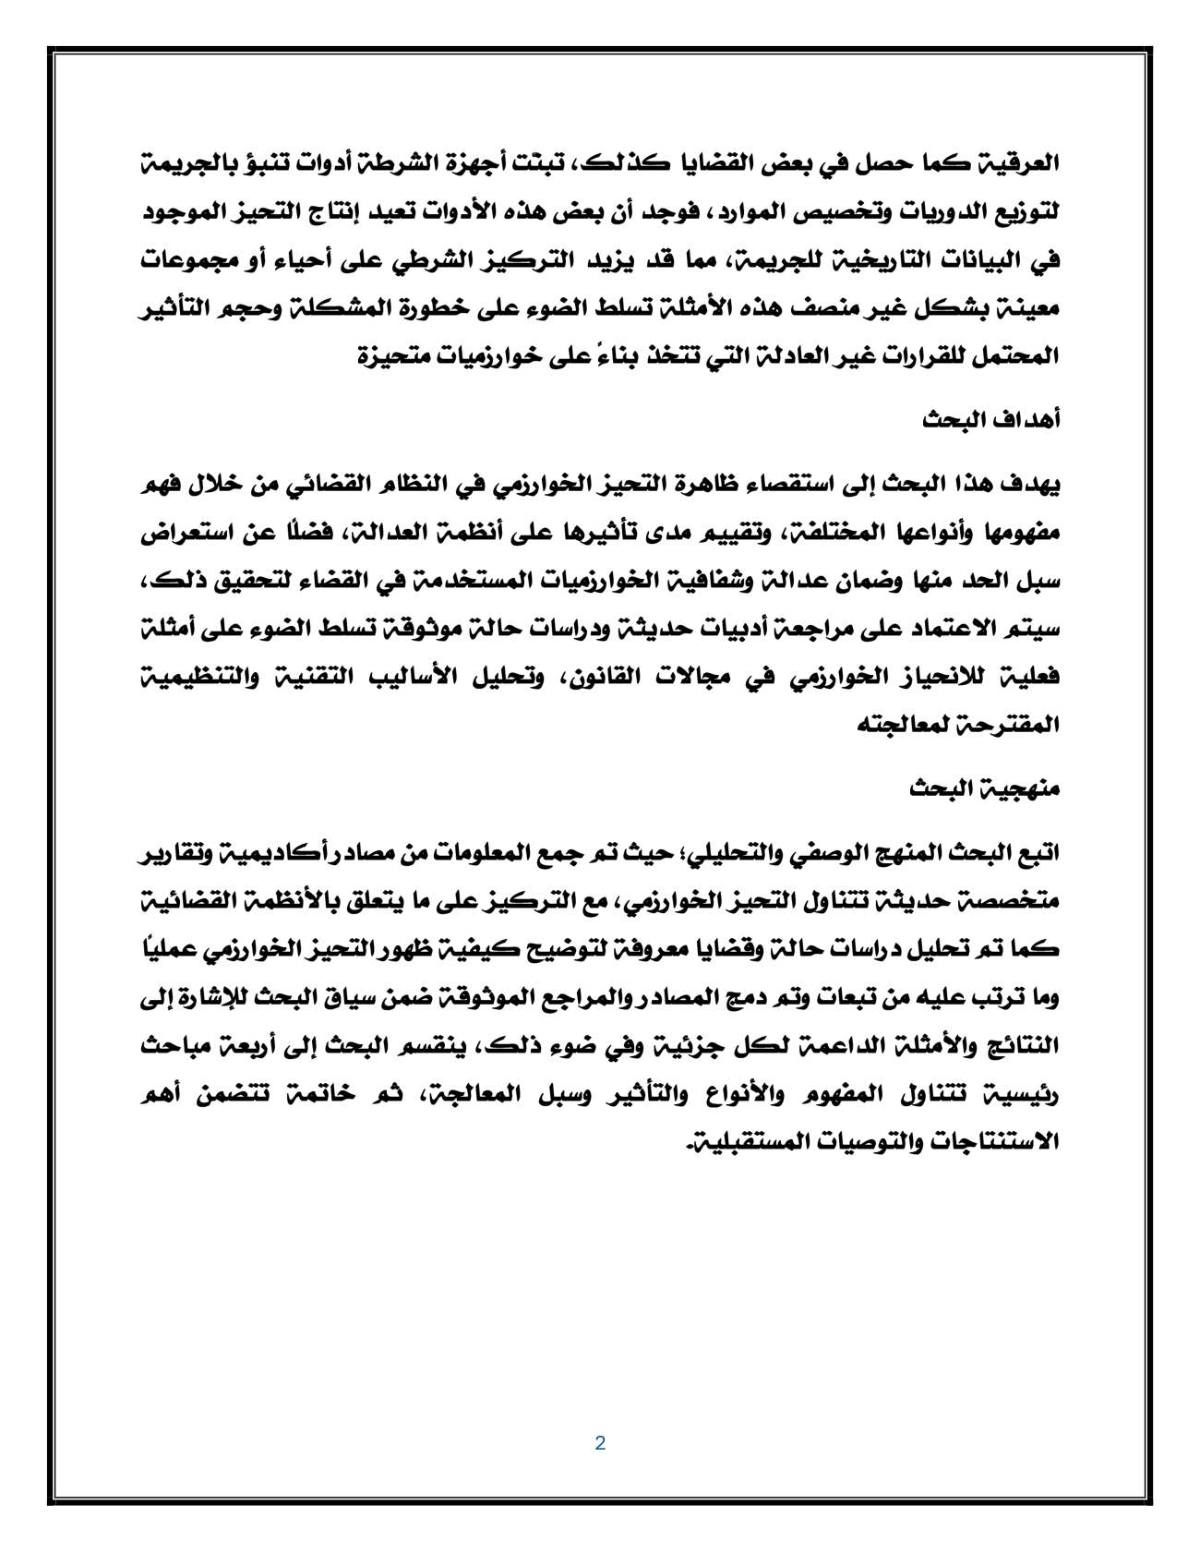 العرقية كما حصل في بعض القضايا كذلك، تبنّت أجهزة الشرطة أدوات تنبؤ بالجريمة
لتوزيع الدوريات وتخصيص الموارد، فوجد أن بعض هذه الأدوات تعيد إنتاج التحيز الموجود
في البيانات التاريخية للجريمة، مما قد يزيد التركيز الشرطي على أحياء أو مجموعات
معينة بشكل غير منصف هذه الأمثلة تسلط الضوء على خطورة المشكلة وحجم التأثير
المحتمل للقرارات غير العادلة التي تتخذ بناءً على خوارزميات متحيزة
أهداف البحث
يهدف هذا البحث إلى استقصاء ظاهرة التحيز الخوارزمي في النظام القضائي من خلال فهم
مفهومها وأنواعها المختلفة، وتقييم مدى تأثيرها على أنظمة العدالة، فضلًا عن استعراض
سبل الحد منها وضمان عدالة وشفافية الخوارزميات المستخدمة في القضاء لتحقيق ذلك،
سيتم الاعتماد على مراجعة أدبيات حديثة ودراسات حالة موثوقة تسلط الضوء على أمثلة
فعلية للانحياز الخوارزمي في مجالات القانون، وتحليل الأساليب التقنية والتنظيمية
المقترحة لمعالجته
منهجية البحث
اتبع البحث المنهج الوصفي والتحليلي؛ حيث تم جمع المعلومات من مصادر أكاديمية وتقارير
متخصصة حديثة تتناول التحيز الخوارزمي، مع التركيز على ما يتعلق بالأنظمة القضائية
كما تم تحليل دراسات حالة وقضايا معروفة لتوضيح كيفية ظهور التحيز الخوارزمي عمليًا
وما ترتب عليه من تبعات وتم دمج المصادر والمراجع الموثوقة ضمن سياق البحث للإشارة إلى
النتائج والأمثلة الداعمة لكل جزئية وفي ضوء ذلك، ينقسم البحث إلى أربعة مباحث
رئيسية تتناول المفهوم والأنواع والتأثير وسبل المعالجة، ثم خاتمة تتضمن أهم
الاستنتاجات والتوصيات المستقبلية.
2